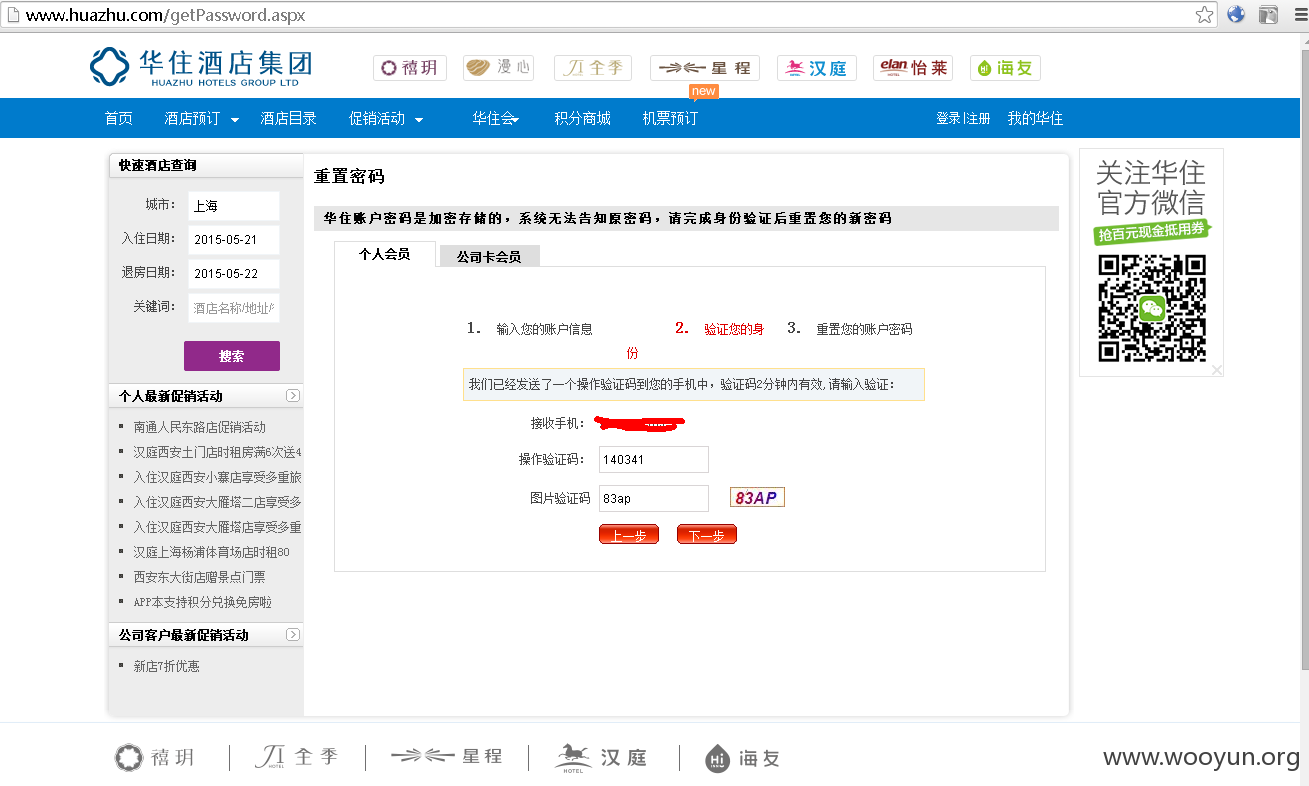 www.huazhu.com/getPassword.aspx
华住酒店集团
HUAZHU HOTELS GROUP LTD
禧玥 漫心 全季 星程 汉庭 elan 怡莱 海友
HOTEL
Hi
new
首页 酒店预订 酒店目录 促销活动 华住会 积分商城 机票预订 登录|注册 我的华住
快速酒店查询
城市： 上海
入住日期： 2015-05-21
退房日期： 2015-05-22
关键词： 酒店名称/地址/
搜索
个人最新促销活动
南通人民东路店促销活动
汉庭西安土门店时租房满6次送4
入住汉庭西安小寨店享受多重旅
入住汉庭西安大雁塔二店享受多
入住汉庭西安大雁塔店享受多重
汉庭上海杨浦体育场店时租80
西安东大街店赠景点门票
APP本支持积分兑换免房啦
公司客户最新促销活动
新店7折优惠
重置密码
华住账户密码是加密存储的，系统无法告知原密码，请完成身份验证后重置您的新密码
个人会员 公司卡会员
1. 输入您的账户信息 2. 验证您的身 3. 重置您的账户密码
份
我们已经发送了一个操作验证码到您的手机中，验证码2分钟内有效,请输入验证：
接收手机：
操作验证码： 140341
图片验证码 83ap 83AP
上一步 下一步
关注华住
官方微信
抢百元现金抵用券
禧玥 全季 星程 汉庭 海友
HOTEL HOTEL Hi
www.wooyun.org